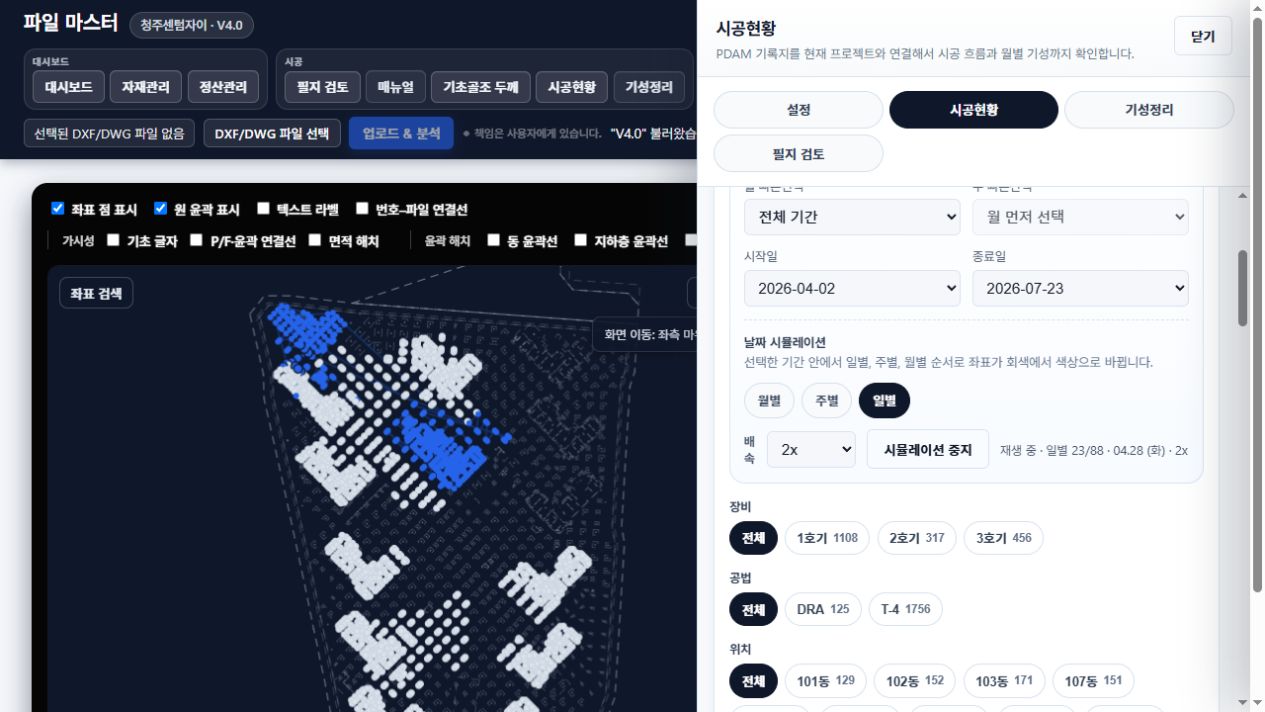 파일 마스터
청주센텀자이 · V4.0
대시보드
대시보드
자재관리
정산관리
시공
필지 검토
메뉴얼
기초골조 두께
시공현황
기성정리
선택된 DXF/DWG 파일 없음
DXF/DWG 파일 선택
업로드 & 분석
책임은 사용자에게 있습니다.
"V4.0" 불러왔습
좌표 점 표시
원 윤곽 표시
텍스트 라벨
번호–파일 연결선
가시성
기초 글자
P/F-윤곽 연결선
면적 해치
윤곽 해치
동 윤곽선
지하층 윤곽선
좌표 검색
화면 이동: 좌측 마
시공현황
PDAM 기록지를 현재 프로젝트와 연결해서 시공 흐름과 월별 기성까지 확인합니다.
닫기
설정
시공현황
기성정리
필지 검토
전체 기간
월 먼저 선택
시작일
종료일
2026-04-02
2026-07-23
날짜 시뮬레이션
선택한 기간 안에서 일별, 주별, 월별 순서로 좌표가 회색에서 색상으로 바뀝니다.
월별
주별
일별
배속
2x
시뮬레이션 중지
재생 중 · 일별 23/88 · 04.28 (화) · 2x
장비
전체
1호기 1108
2호기 317
3호기 456
공법
전체
DRA 125
T-4 1756
위치
전체
101동 129
102동 152
103동 171
107동 151